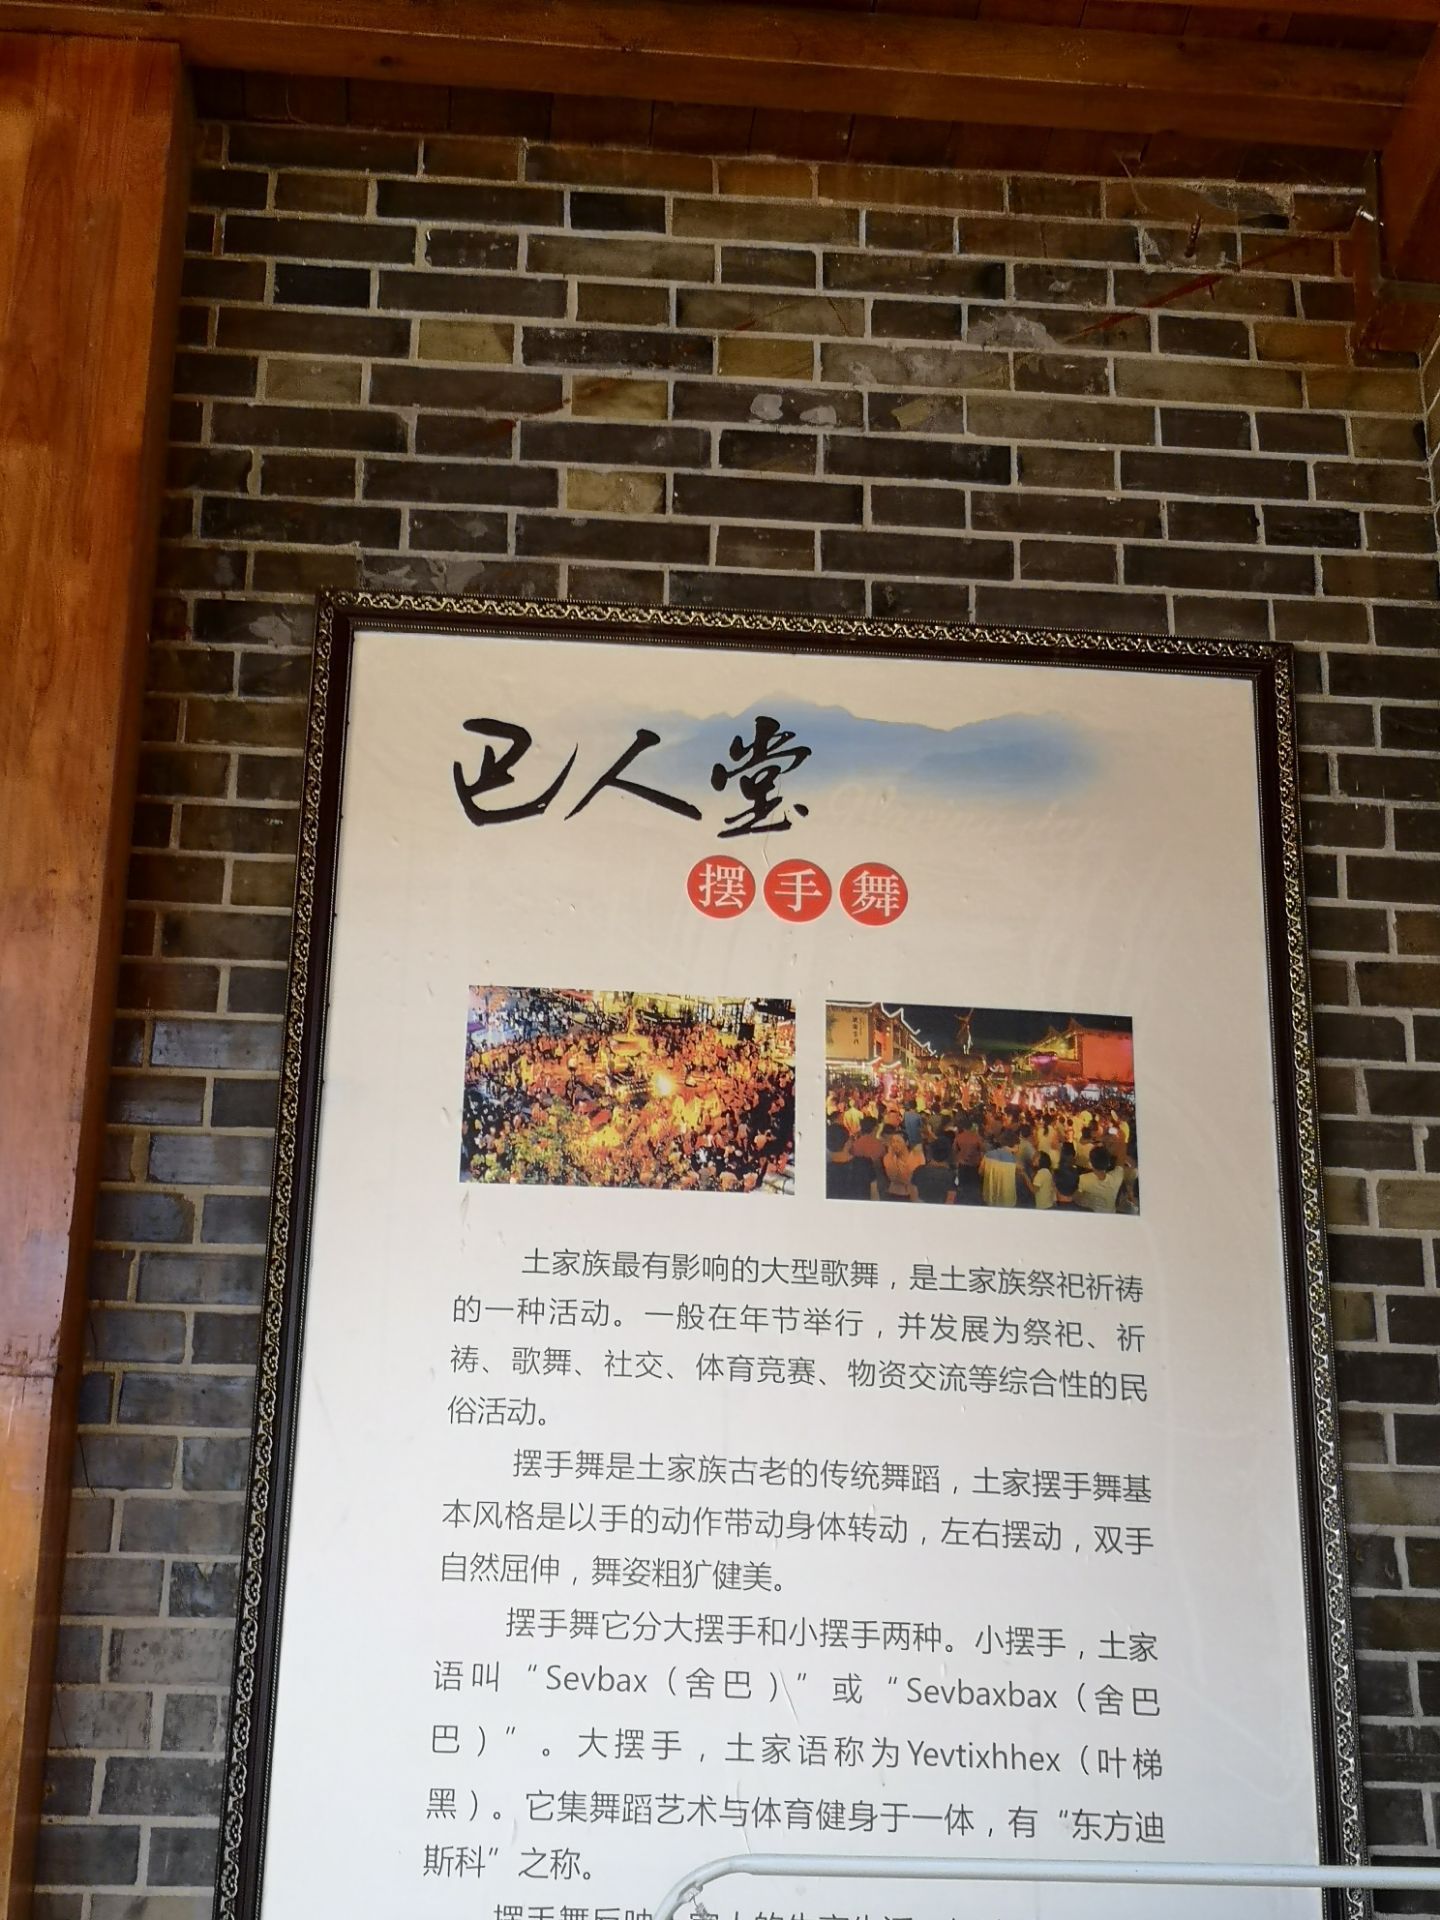 巴人堂
摆手舞
土家族最有影响的大型歌舞，是土家族祭祀祈祷
的一种活动。一般在年节举行，并发展为祭祀、祈
祷、歌舞、社交、体育竞赛、物资交流等综合性的民
俗活动。
摆手舞是土家族古老的传统舞蹈，土家摆手舞基
本风格是以手的动作带动身体转动，左右摆动，双手
自然屈伸，舞姿粗犷健美。
摆手舞它分大摆手和小摆手两种。小摆手，土家
语叫“Sevbax（舍巴）”或“Sevbaxbax（舍巴
巴）”。大摆手，土家语称为Yevtixhhex（叶梯
黑）。它集舞蹈艺术与体育健身于一体，有“东方迪
斯科”之称。
摆手舞反映